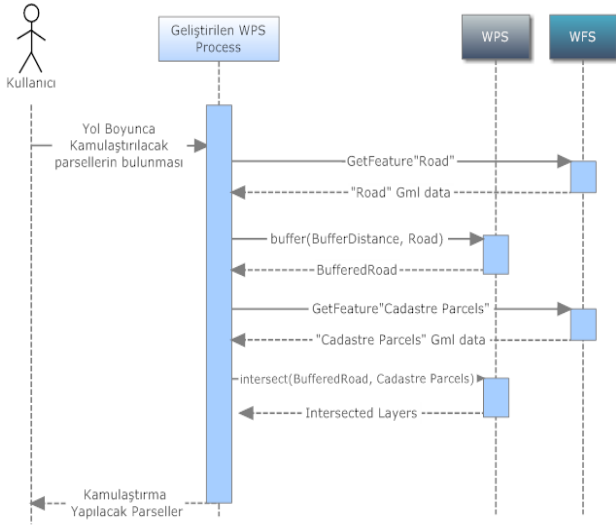 Geliştirilen WPS
Process
WPS
WFS
Kullanıcı
Yol Boyunca
Kamulaştırılacak
parsellerin bulunması
GetFeature"Road"
"Road" Gml data
buffer(BufferDistance, Road)
BufferedRoad
GetFeature"Cadastre Parcels"
"Cadastre Parcels" Gml data
intersect(BufferedRoad, Cadastre Parcels)
Intersected Layers
Kamulaştırma
Yapılacak Parseller